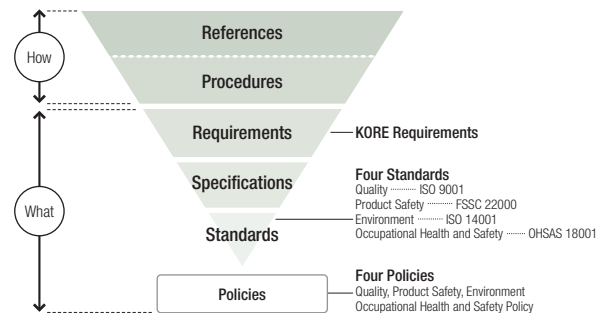 References
How
Procedures
Requirements
KORE Requirements
Specifications
Four Standards
Quality ISO 9001
Product Safety FSSC 22000
Environment ISO 14001
Occupational Health and Safety OHSAS 18001
What
Standards
Policies
Four Policies
Quality, Product Safety, Environment
Occupational Health and Safety Policy